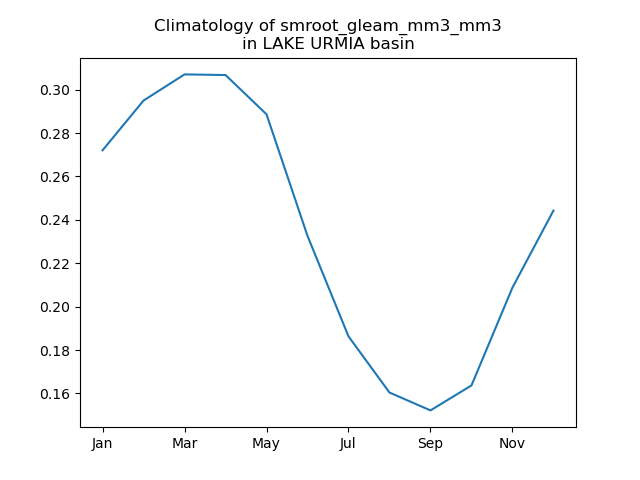 Climatology of smroot_gleam_mm3_mm3
in LAKE URMIA basin
0.30
0.28
0.26
0.24
0.22
0.20
0.18
0.16
Jan Mar May Jul Sep Nov